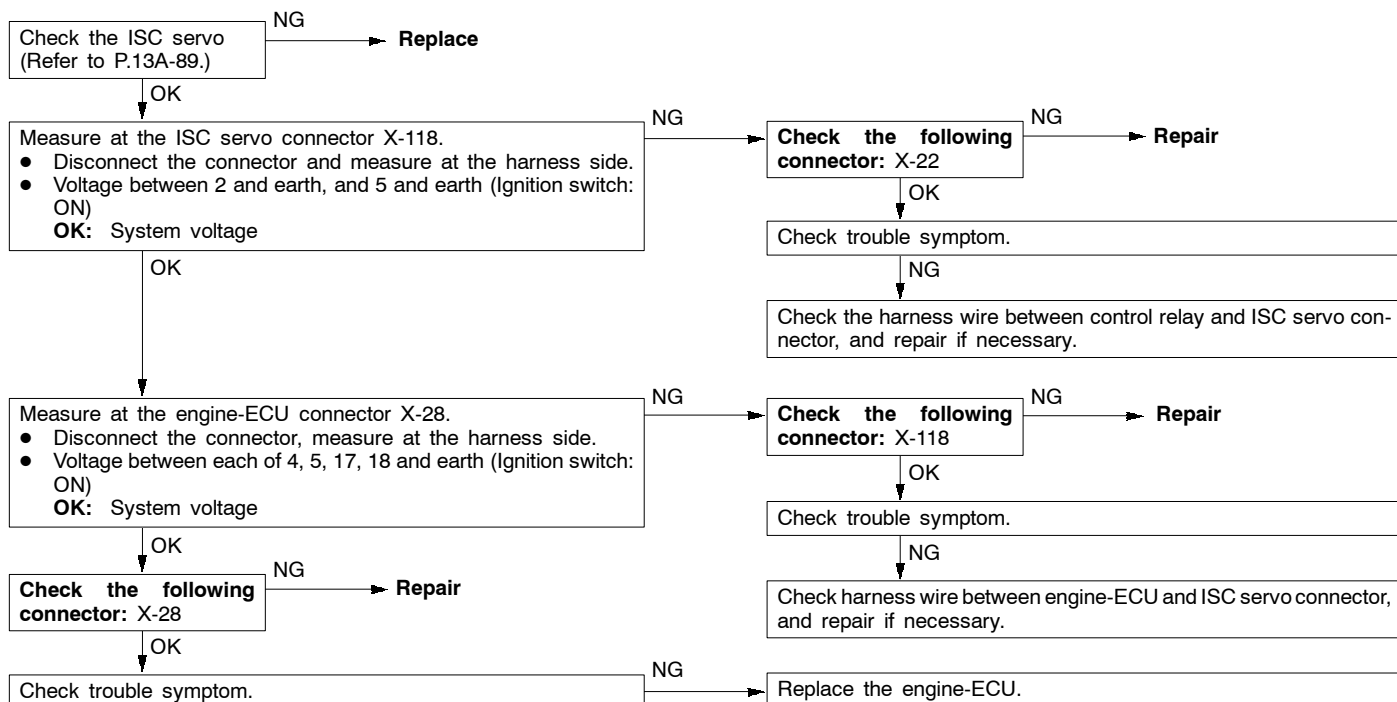 NG
Check the ISC servo
(Refer to P.13A-89.)
Replace
OK
Measure at the ISC servo connector X-118.
● Disconnect the connector and measure at the harness side.
● Voltage between 2 and earth, and 5 and earth (Ignition switch:
ON)
OK: System voltage
NG
Check the following
connector: X-22
NG
Repair
OK
Check trouble symptom.
NG
Check the harness wire between control relay and ISC servo con-
nector, and repair if necessary.
OK
Measure at the engine-ECU connector X-28.
● Disconnect the connector, measure at the harness side.
● Voltage between each of 4, 5, 17, 18 and earth (Ignition switch:
ON)
OK: System voltage
NG
Check the following
connector: X-118
NG
Repair
OK
Check trouble symptom.
NG
Check harness wire between engine-ECU and ISC servo connector,
and repair if necessary.
OK
Check the following
connector: X-28
NG
Repair
OK
Check trouble symptom.
NG
Replace the engine-ECU.